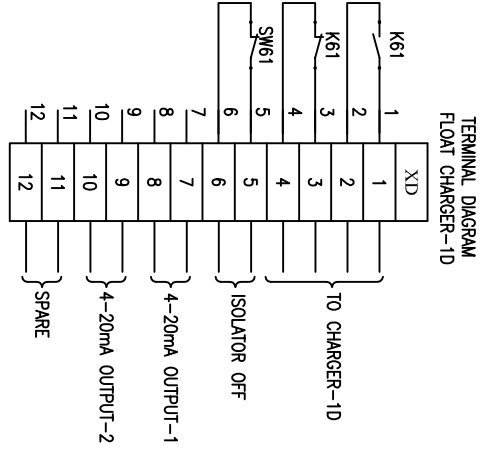 TERMINAL DIAGRAM
FLOAT CHARGER-1D
K61
K61
SW61
1
2
3
4
5
6
7
8
9
10
11
12
XD
1
2
3
4
5
6
7
8
9
10
11
12
TO CHARGER-1D
ISOLATOR OFF
4-20mA OUTPUT-1
4-20mA OUTPUT-2
SPARE